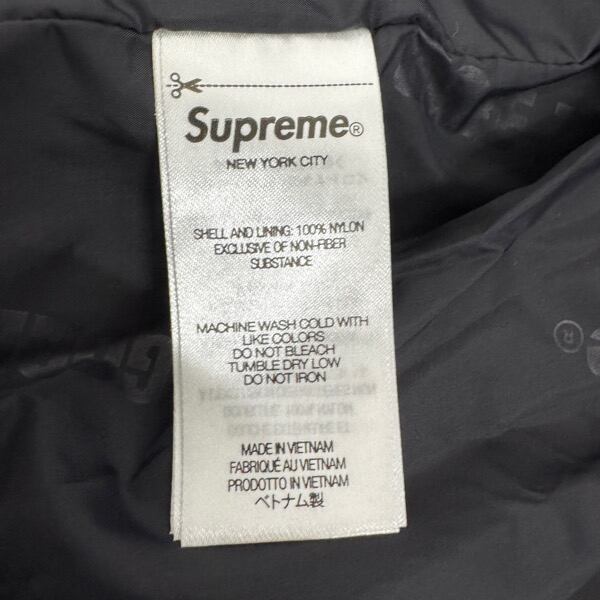 Supreme®
NEW YORK CITY
SHELL AND LINING: 100% NYLON
EXCLUSIVE OF NON-FIBER
SUBSTANCE
MACHINE WASH COLD WITH
LIKE COLORS
DO NOT BLEACH
TUMBLE DRY LOW
DO NOT IRON
MADE IN VIETNAM
FABRIQUÉ AU VIETNAM
PRODOTTO IN VIETNAM
ベトナム製
®